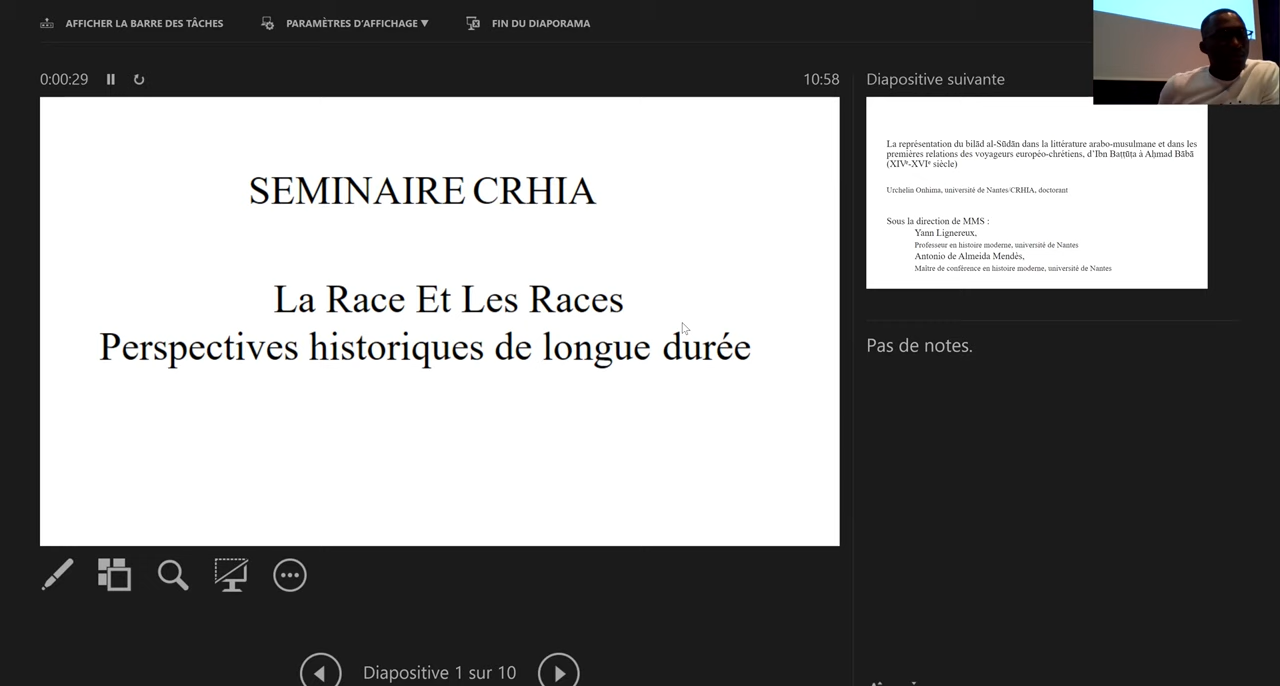 AFFICHER LA BARRE DES TÂCHES
PARAMÈTRES D'AFFICHAGE ▼
FIN DU DIAPORAMA
0:00:29
10:58
Diapositive suivante
SEMINAIRE CRHIA
La Race Et Les Races
Perspectives historiques de longue durée
La représentation du bilād al-Sūdān dans la littérature arabo-musulmane et dans les
premières relations des voyageurs européo-chrétiens, d'Ibn Baṭṭūṭa à Aḥmad Bābā
(XIVᵉ-XVIᵉ siècle)
Urchelin Onhima, université de Nantes/CRHIA, doctorant
Sous la direction de MMS :
Yann Lignereux,
Professeur en histoire moderne, université de Nantes
Antonio de Almeida Mendès,
Maître de conférence en histoire moderne, université de Nantes
Pas de notes.
Diapositive 1 sur 10